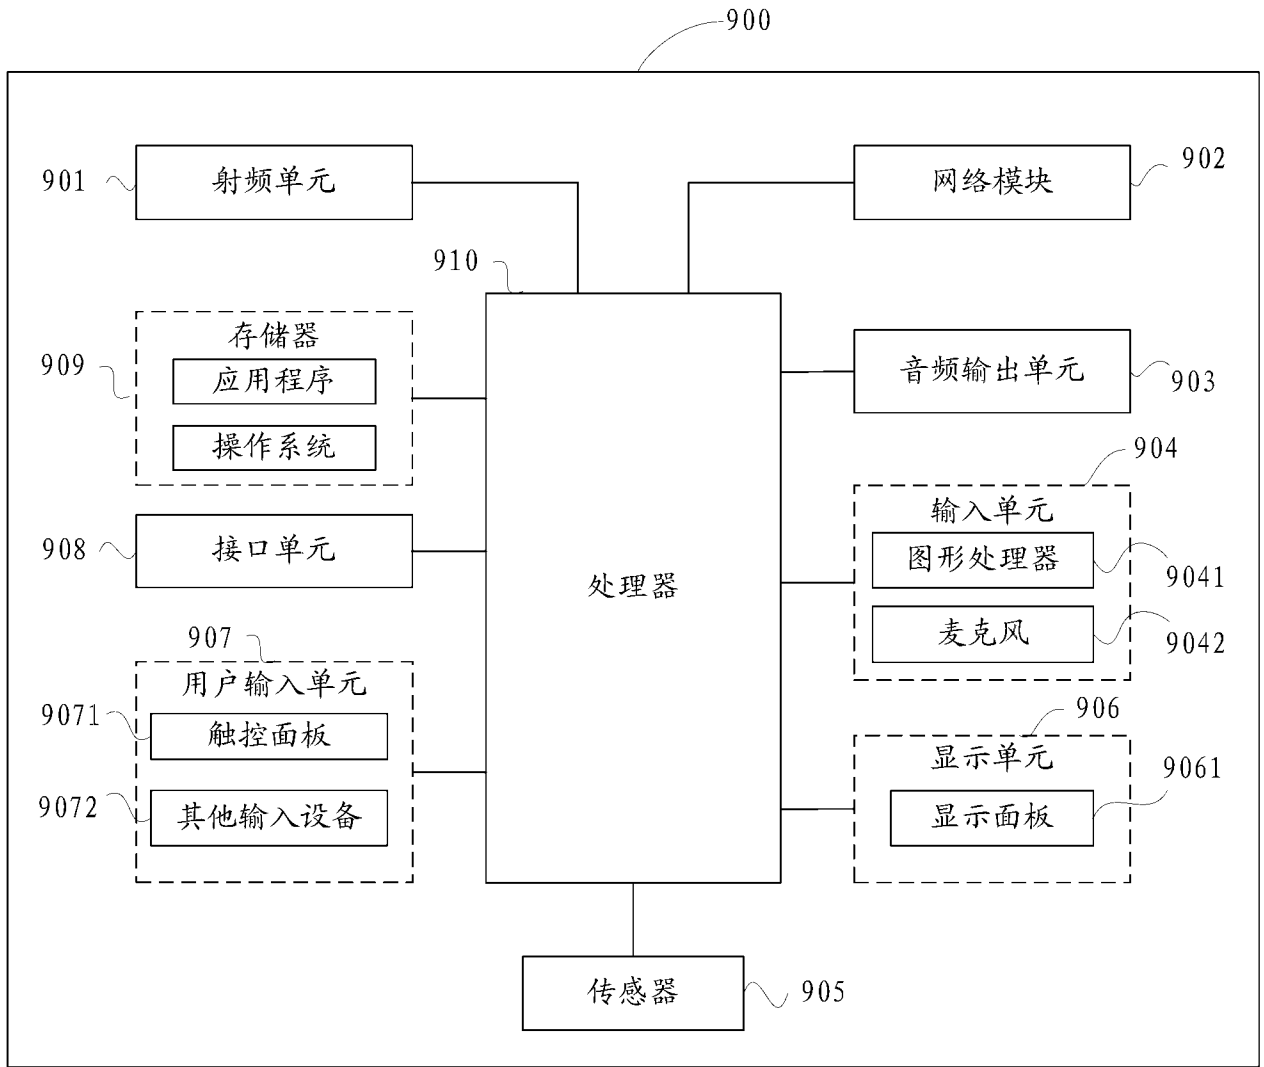 900
901
射频单元
网络模块
902
910
存储器
909
应用程序
操作系统
音频输出单元
903
904
输入单元
图形处理器
9041
麦克风
9042
908
接口单元
处理器
907
用户输入单元
9071
触控面板
9072
其他输入设备
906
显示单元
9061
显示面板
传感器
905